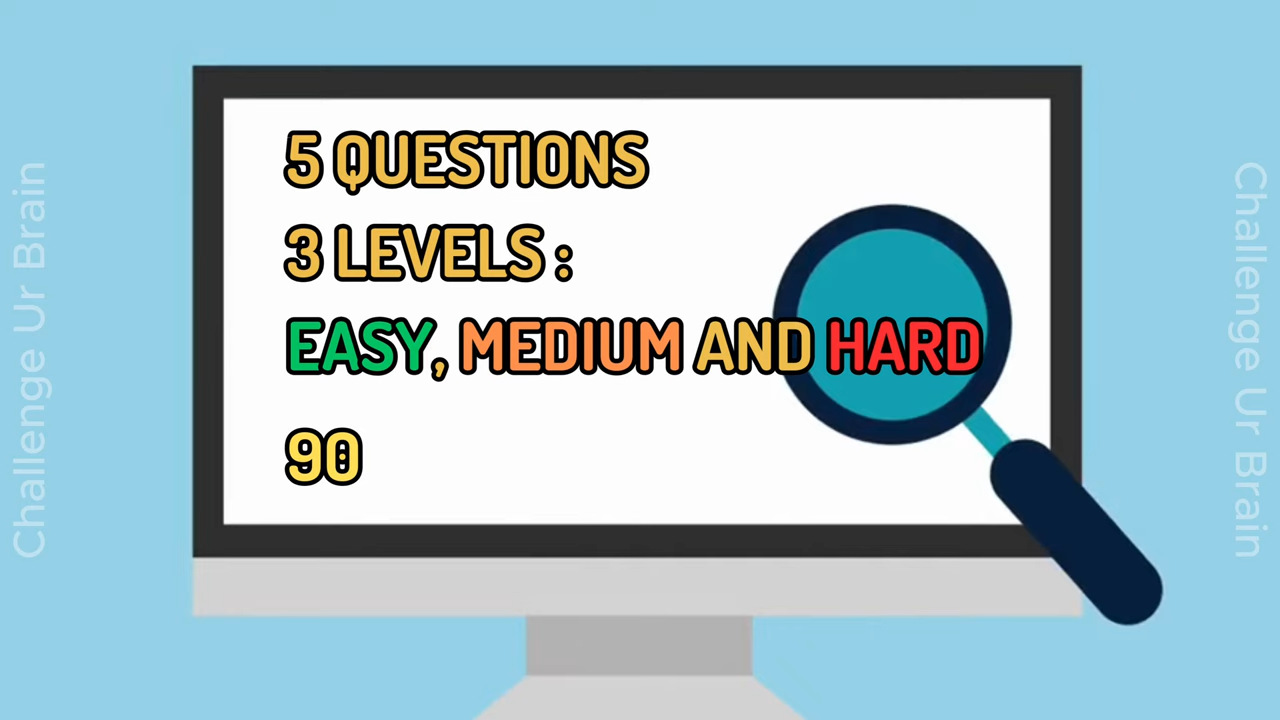 5 QUESTIONS
3 LEVELS :
EASY, MEDIUM AND HARD
90
Challenge Ur Brain
Challenge Ur Brain